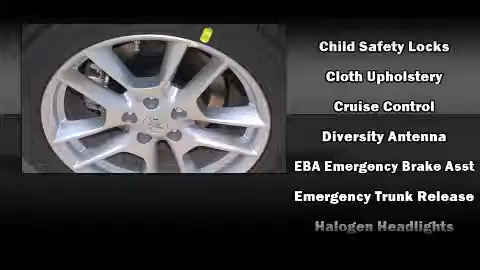 Child Safety Locks
Cloth Upholstery
Cruise Control
Diversity Antenna
EBA Emergency Brake Asst
Emergency Trunk Release
Halogen Headlights